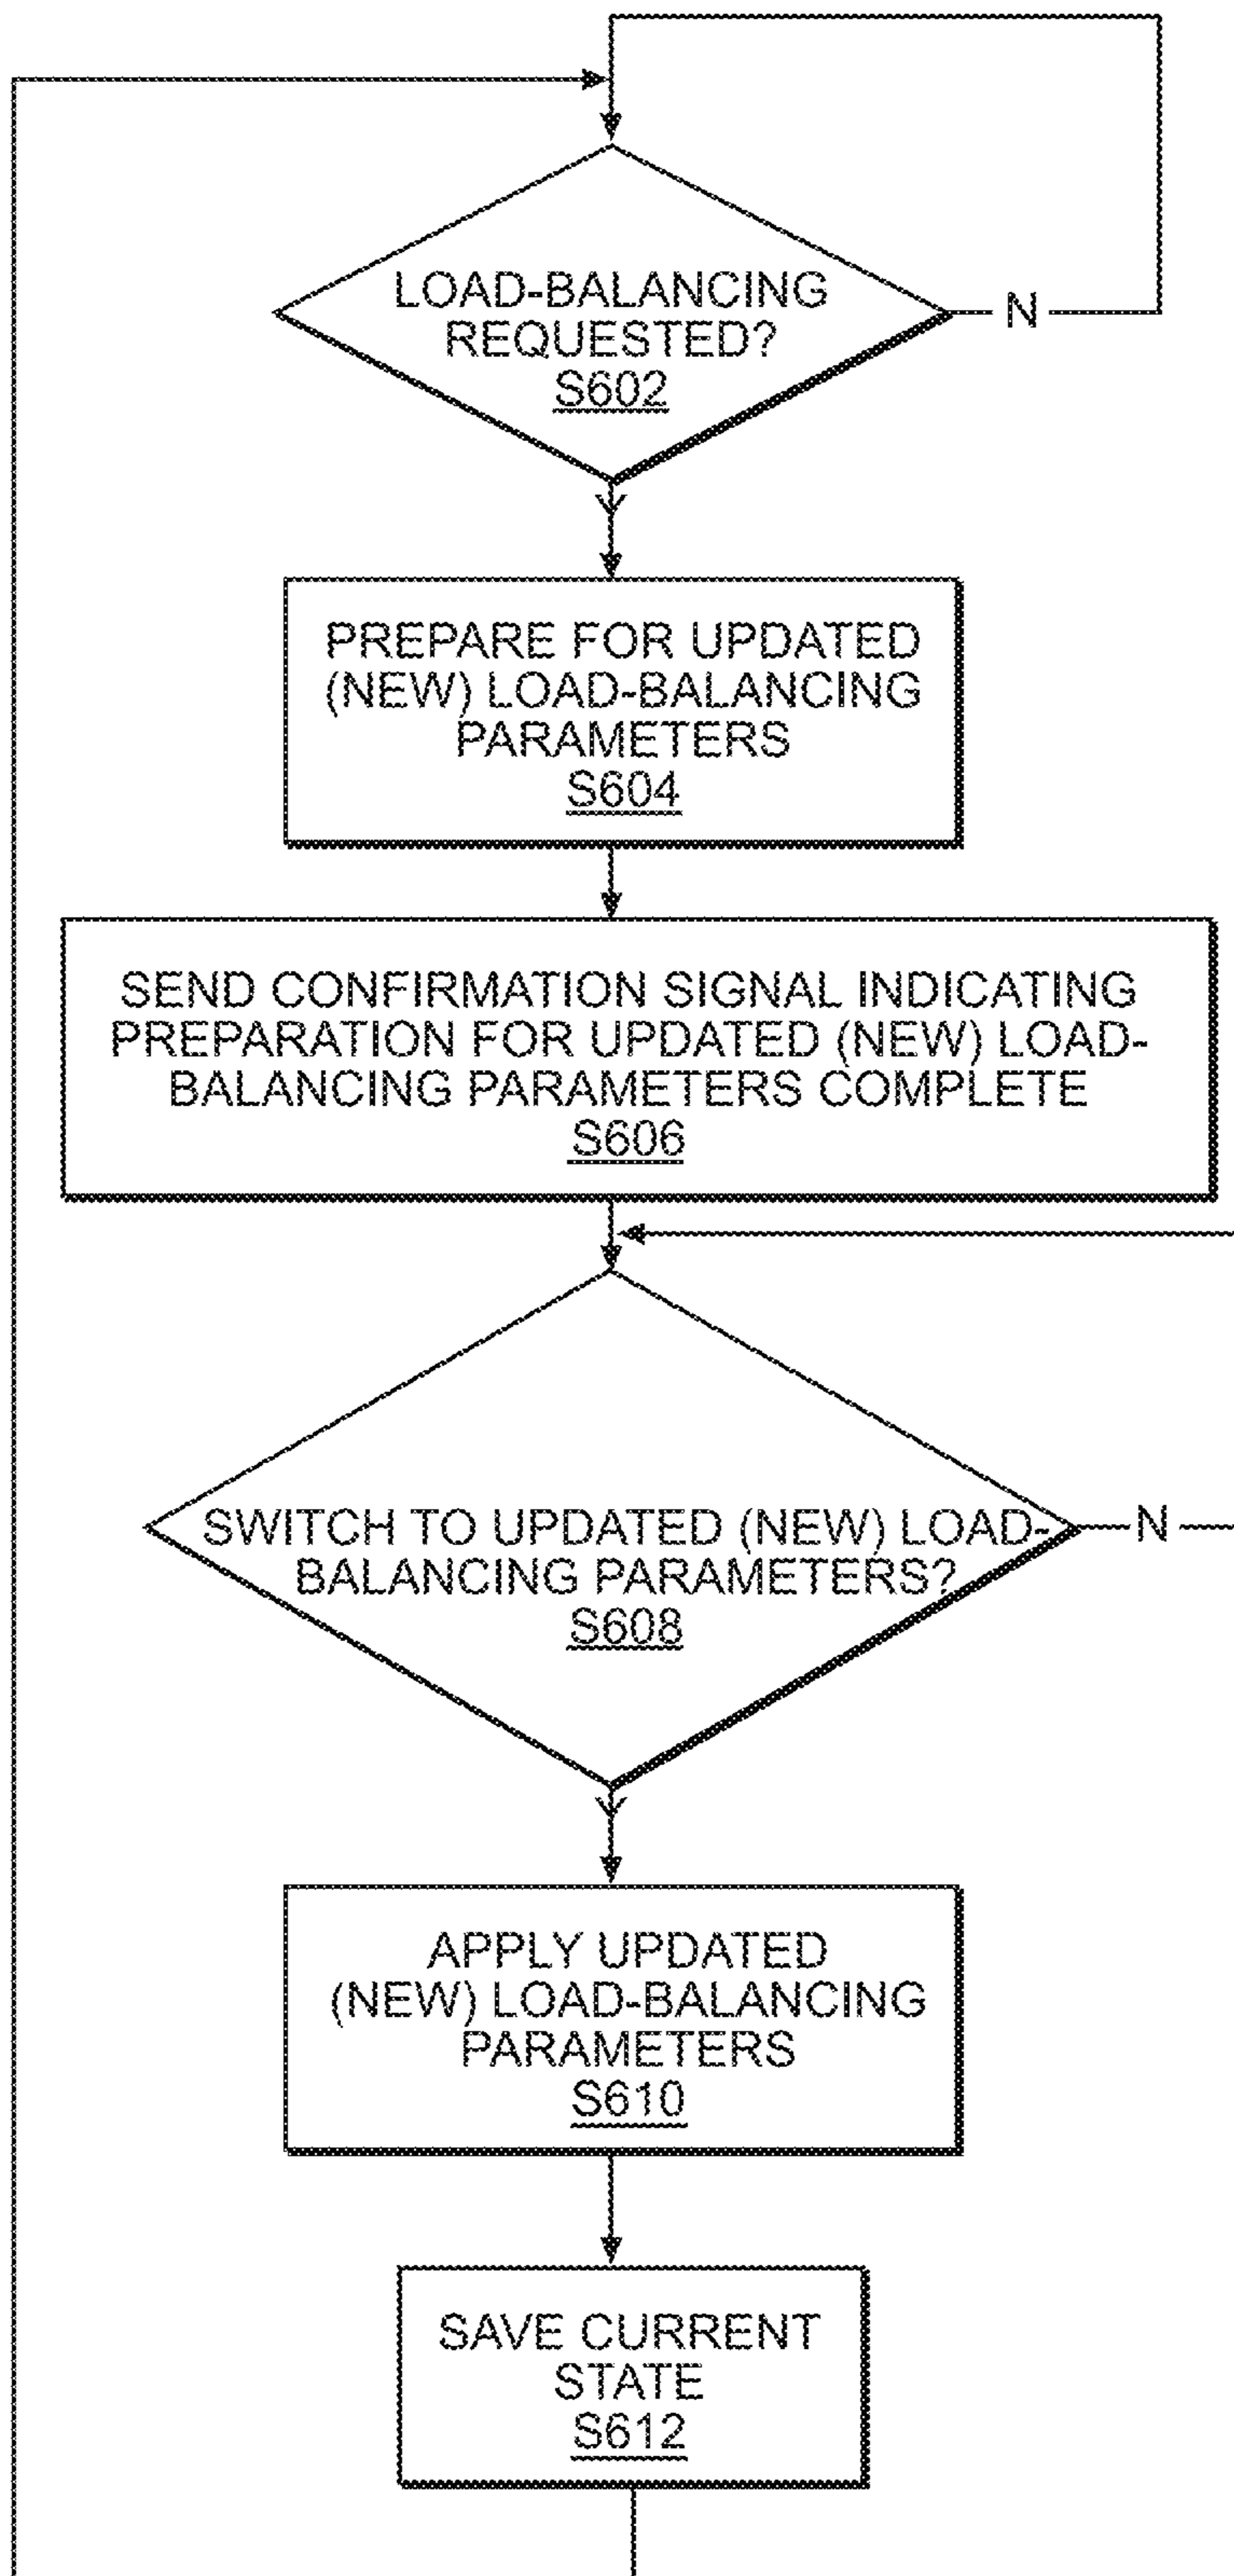 LOAD-BALANCING
REQUESTED?
S602
N
Y
PREPARE FOR UPDATED
(NEW) LOAD-BALANCING
PARAMETERS
S604
SEND CONFIRMATION SIGNAL INDICATING
PREPARATION FOR UPDATED (NEW) LOAD-
BALANCING PARAMETERS COMPLETE
S606
SWITCH TO UPDATED (NEW) LOAD-
BALANCING PARAMETERS?
S608
N
Y
APPLY UPDATED
(NEW) LOAD-BALANCING
PARAMETERS
S610
SAVE CURRENT
STATE
S612